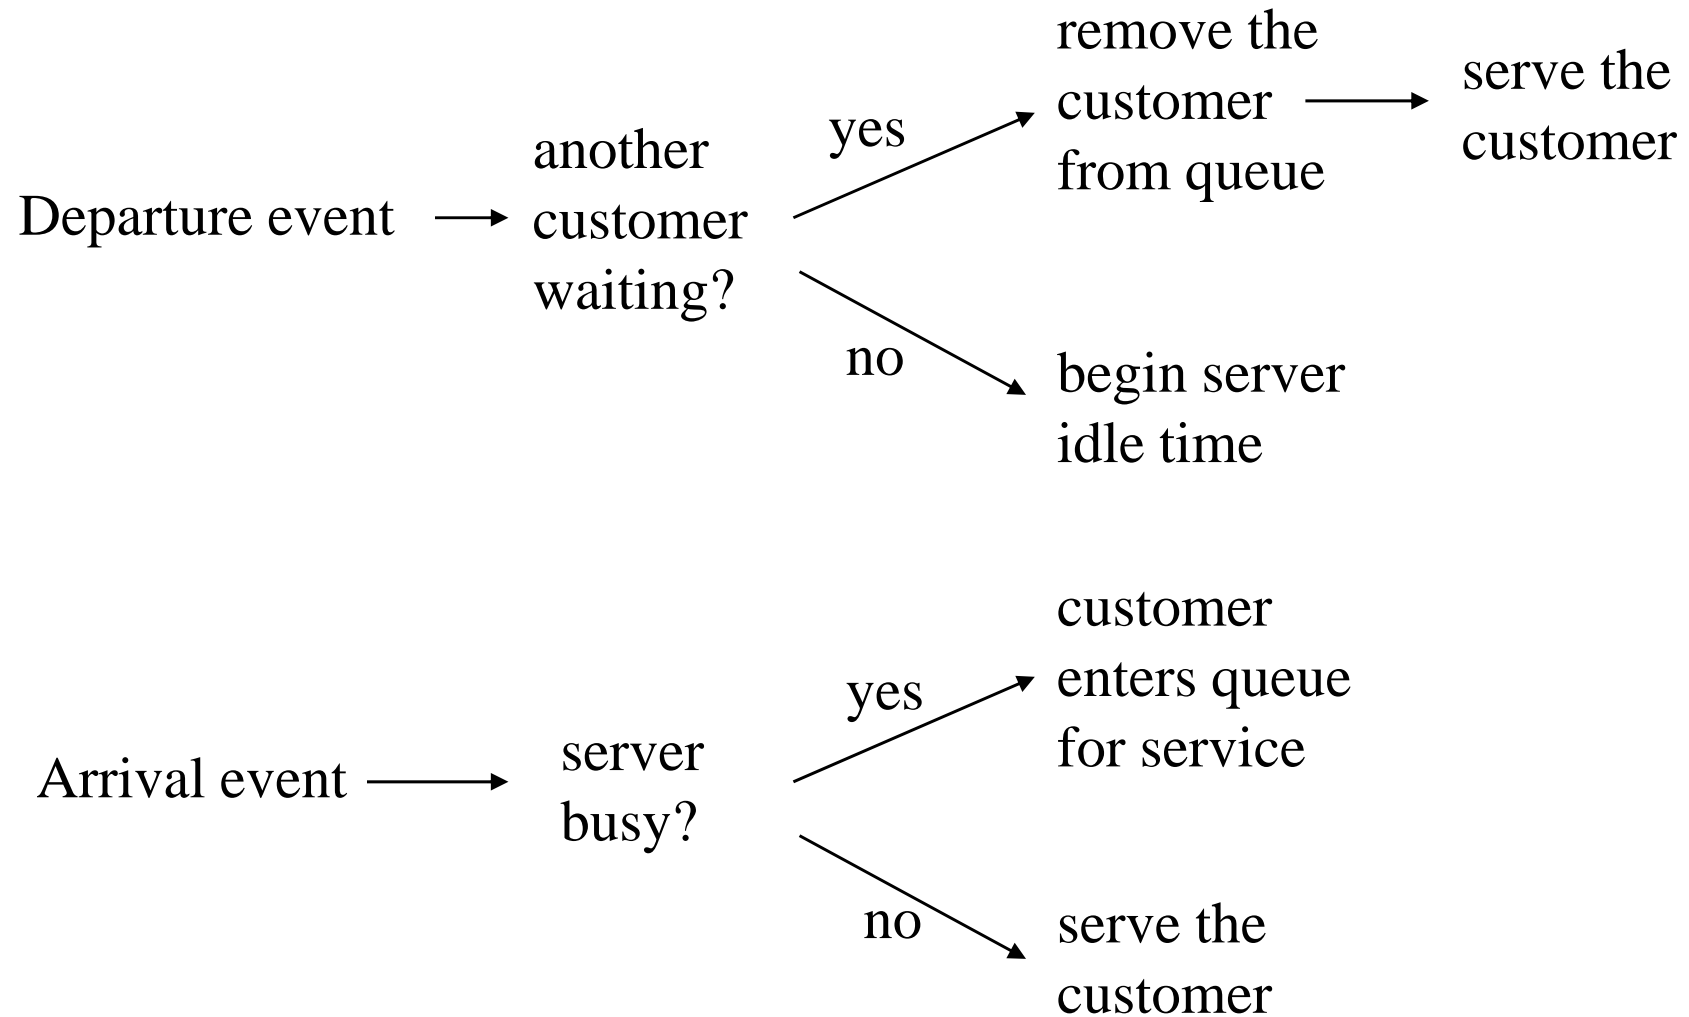 Departure event
another
customer
waiting?
yes
remove the
customer
from queue
serve the
customer
no
begin server
idle time
Arrival event
server
busy?
yes
customer
enters queue
for service
no
serve the
customer